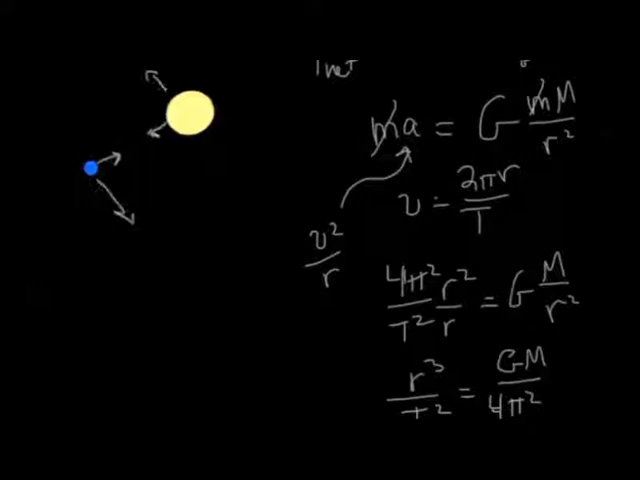 ma = G mM/r²
v = 2πr/T
v²/r
4π²/T² r²/r = G M/r²
r³/T² = GM/4π²